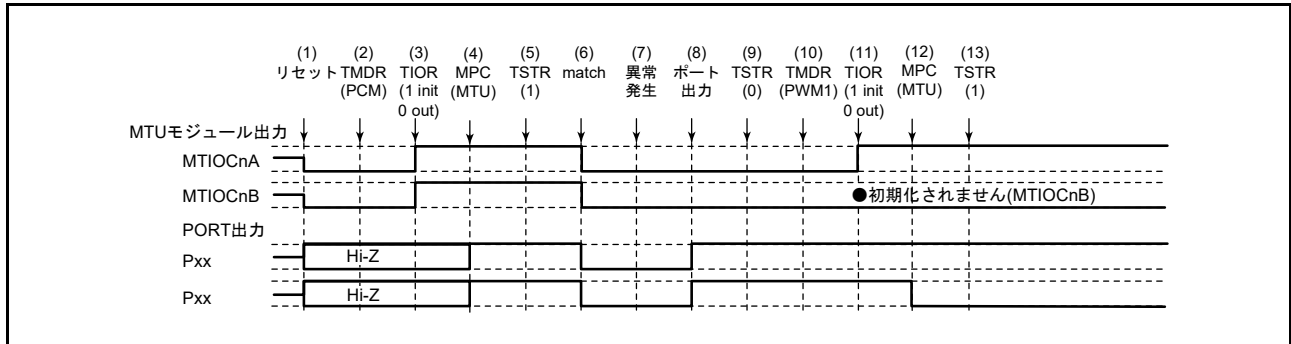 (1) (2) (3) (4) (5) (6) (7) (8) (9) (10) (11) (12) (13)
リセット TMDR TIOR MPC TSTR match 異常 ポート TSTR TMDR TIOR MPC TSTR
(PCM) (1 init (MTU) (1) 発生 出力 (0) (PWM1) (1 init (MTU) (1)
0 out) 0 out)
MTUモジュール出力
MTIOCnA
MTIOCnB ●初期化されません(MTIOCnB)
PORT出力
Pxx Hi-Z
Pxx Hi-Z